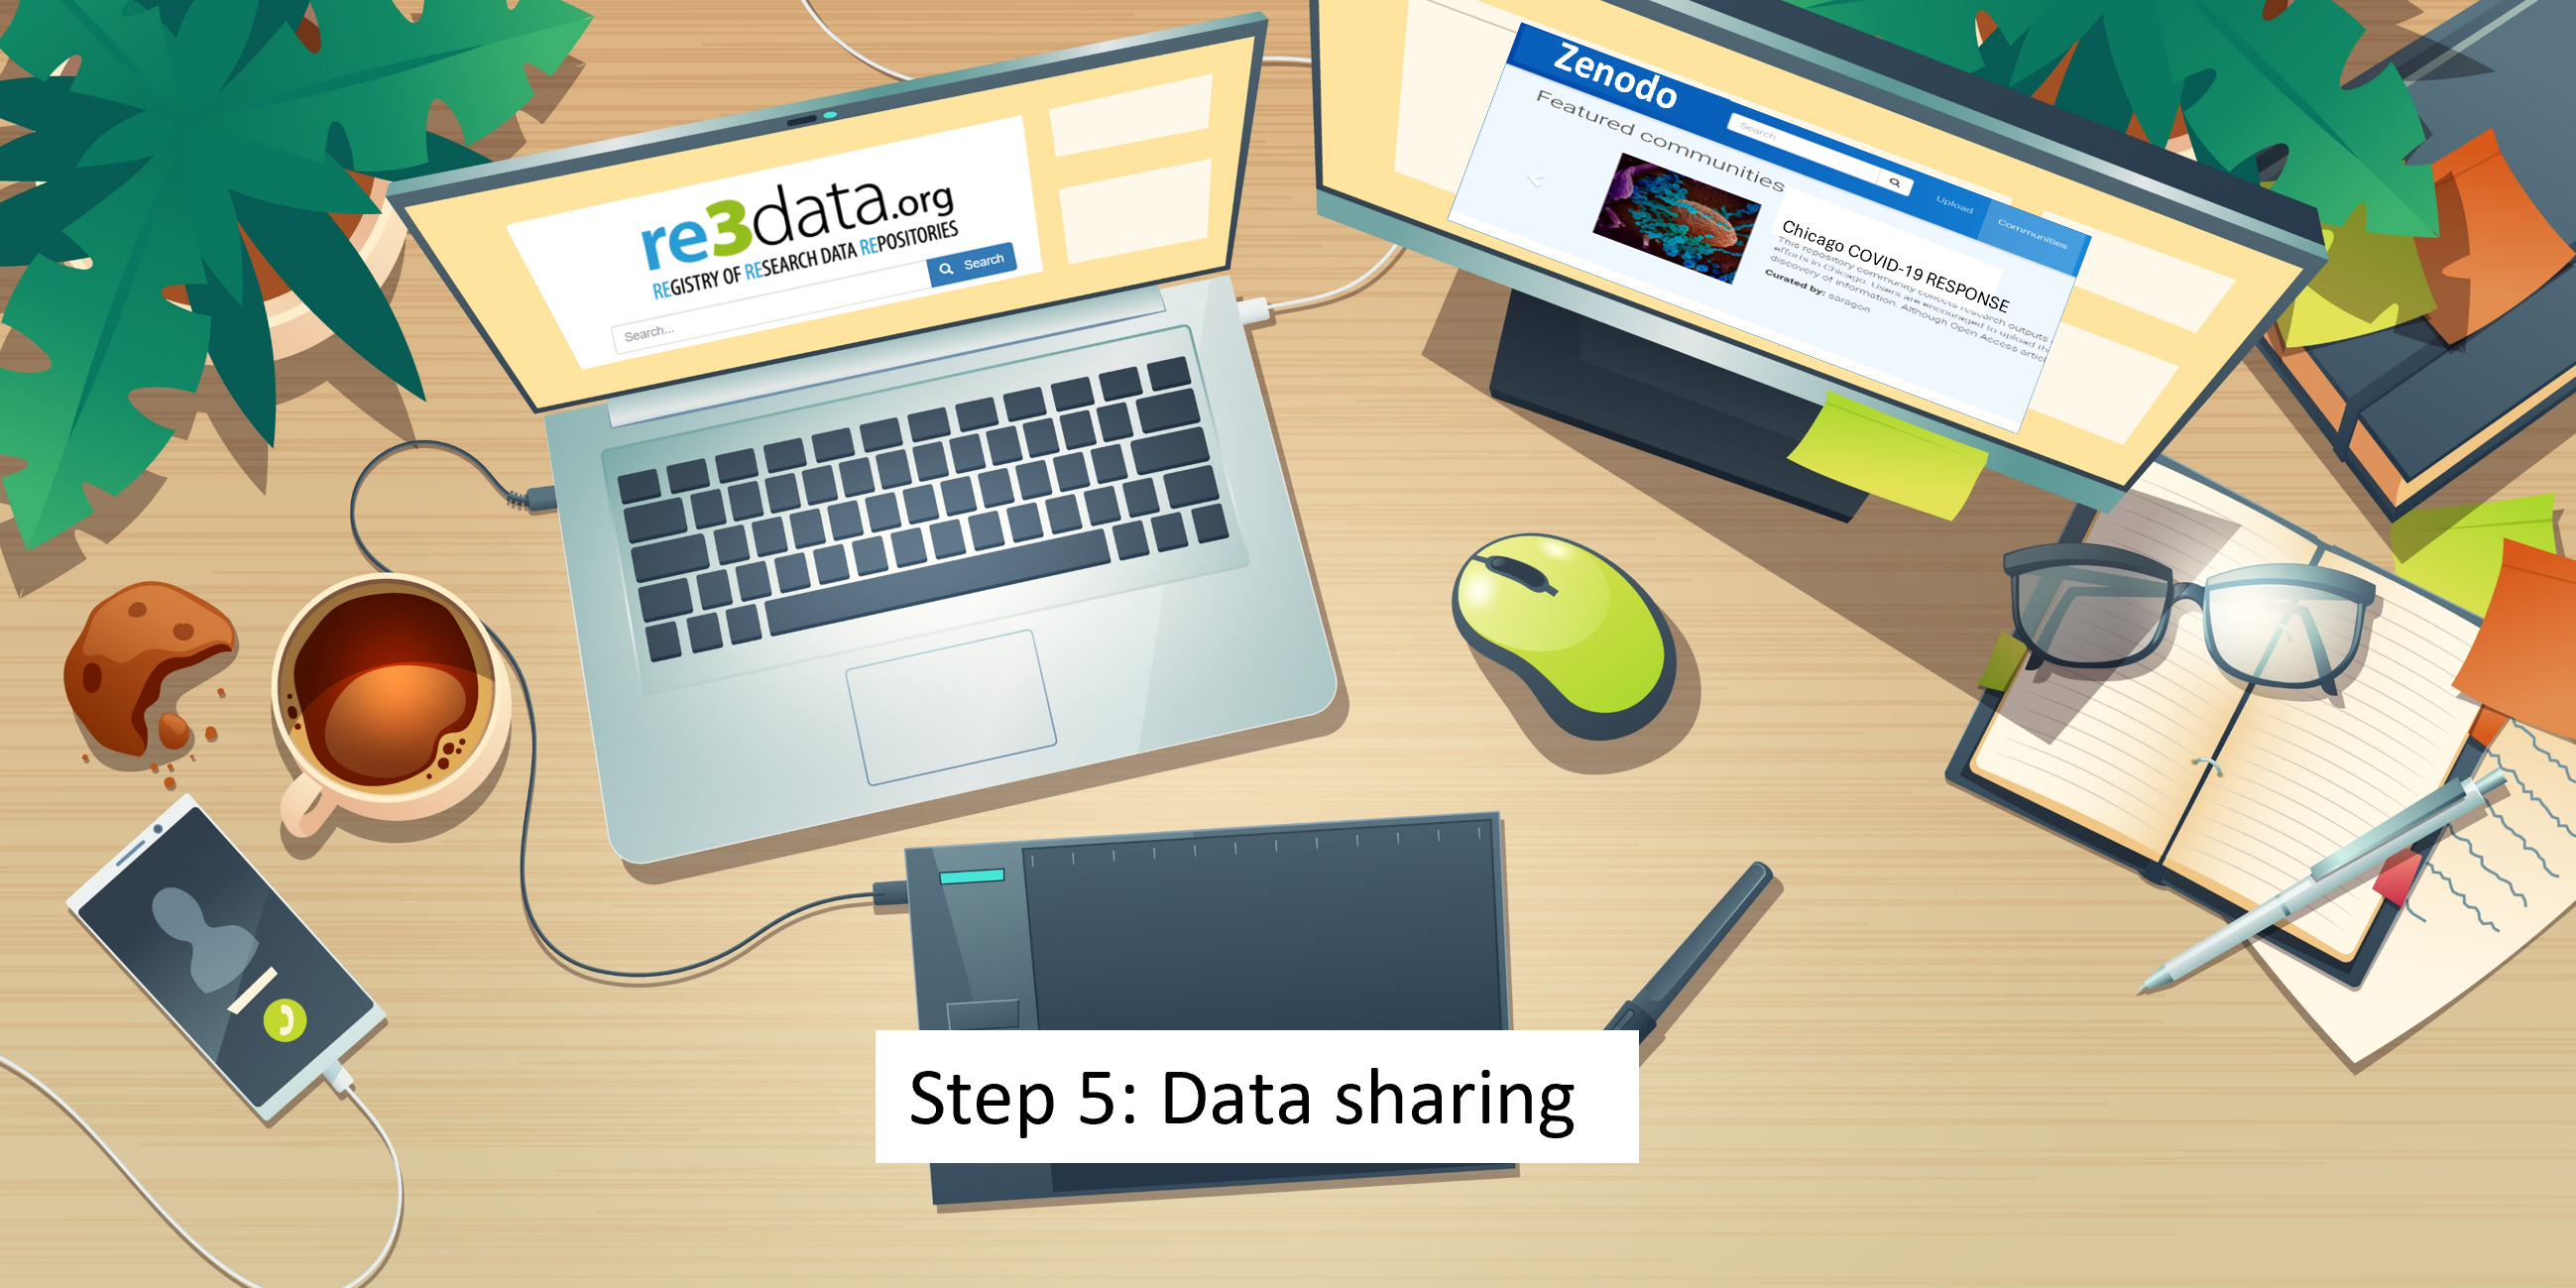 re3data.org
REGISTRY OF RESEARCH DATA REPOSITORIES
Search
Search...
Zenodo
Search
Upload
Communities
Featured communities
Chicago COVID-19 RESPONSE
This repository community collects research outputs
efforts in Chicago. Users are encouraged to upload
discovery of information. Although Open Access
Curated by: saragon
Step 5: Data sharing